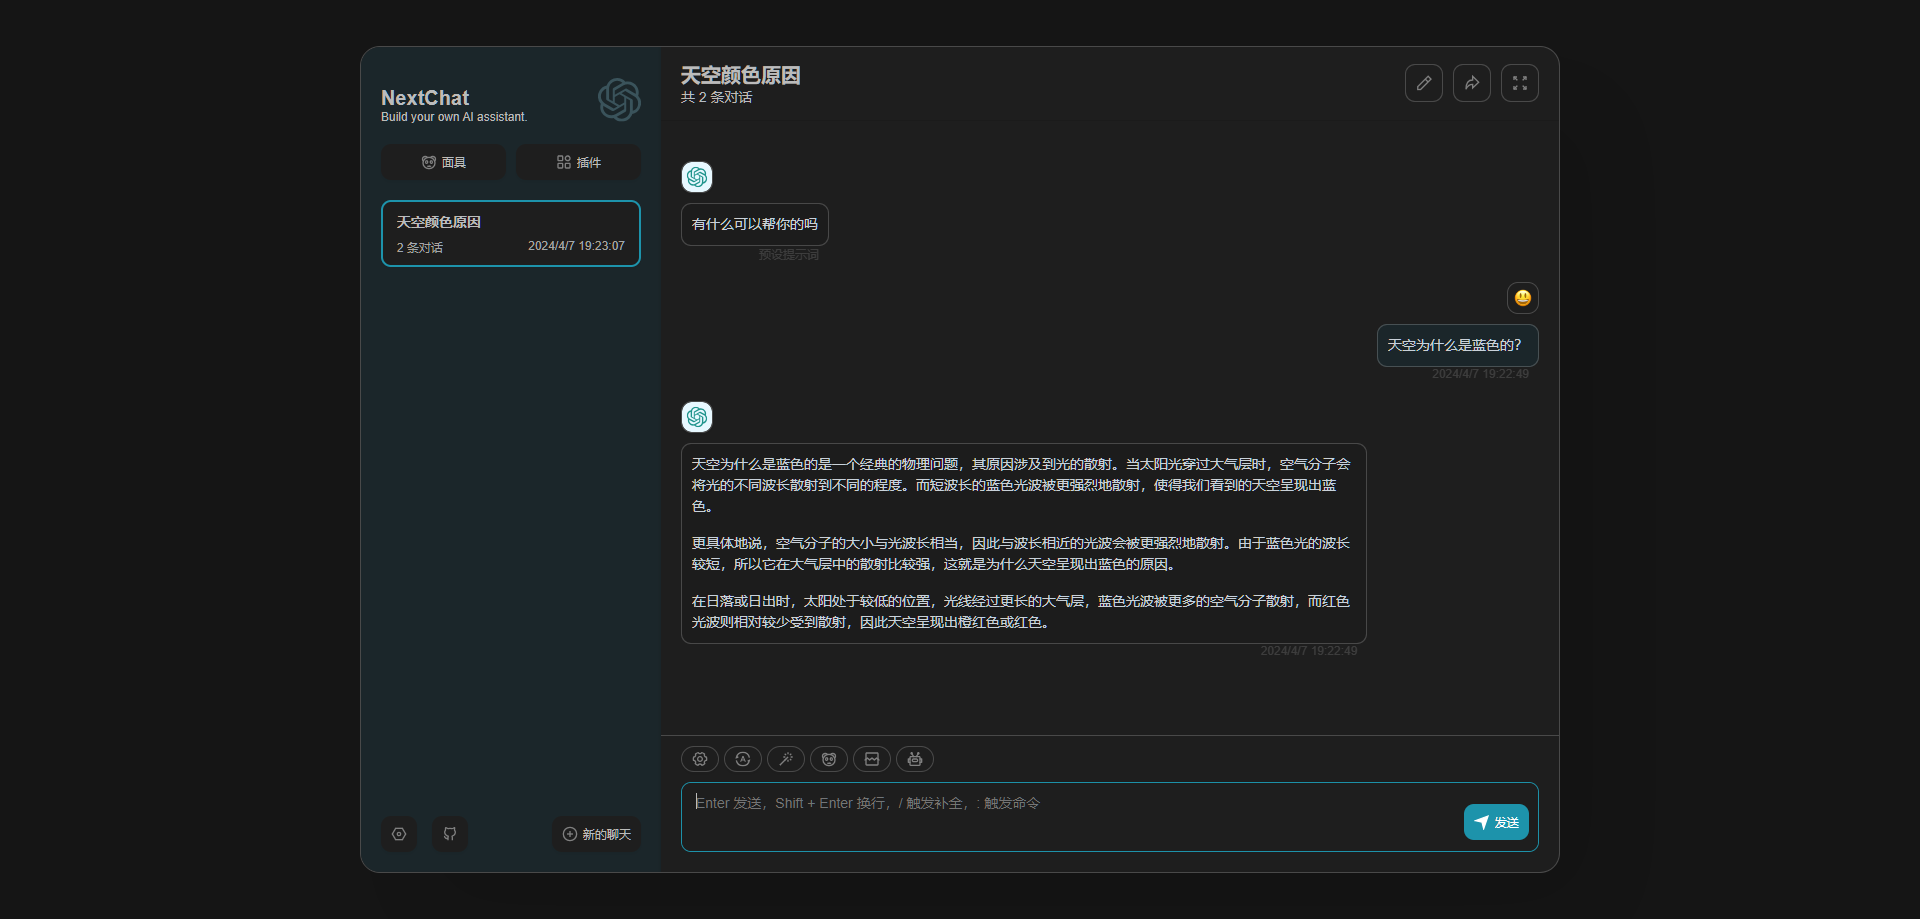 NextChat
Build your own AI assistant.
面具
插件
天空颜色原因
2 条对话
2024/4/7 19:23:07
新的聊天
天空颜色原因
共 2 条对话
有什么可以帮你的吗
预设提示词
天空为什么是蓝色的？
2024/4/7 19:22:49
天空为什么是蓝色的是一个经典的物理问题，其原因涉及到光的散射。当太阳光穿过大气层时，空气分子会
将光的不同波长散射到不同的程度。而短波长的蓝色光波被更强烈地散射，使得我们看到的天空呈现出蓝
色。
更具体地说，空气分子的大小与光波长相当，因此与波长相近的光波会被更强烈地散射。由于蓝色光的波长
较短，所以它在大气层中的散射比较强，这就是为什么天空呈现出蓝色的原因。
在日落或日出时，太阳处于较低的位置，光线经过更长的大气层，蓝色光波被更多的空气分子散射，而红色
光波则相对较少受到散射，因此天空呈现出橙红色或红色。
2024/4/7 19:22:49
Enter 发送，Shift + Enter 换行，/ 触发补全，: 触发命令
发送